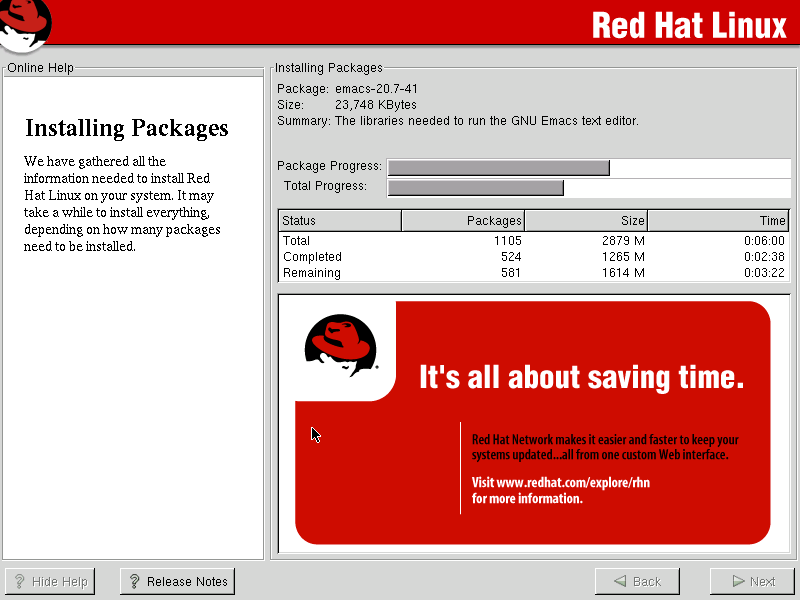 Red Hat Linux
Online Help
Installing Packages
We have gathered all the
information needed to install Red
Hat Linux on your system. It may
take a while to install everything,
depending on how many packages
need to be installed.
Installing Packages
Package: emacs-20.7-41
Size: 23,748 KBytes
Summary: The libraries needed to run the GNU Emacs text editor.
Package Progress:
Total Progress:
Status Packages Size Time
Total 1105 2879 M 0:06:00
Completed 524 1265 M 0:02:38
Remaining 581 1614 M 0:03:22
It's all about saving time.
Red Hat Network makes it easier and faster to keep your
systems updated...all from one custom Web interface.
Visit www.redhat.com/explore/rhn
for more information.
Hide Help Release Notes Back Next